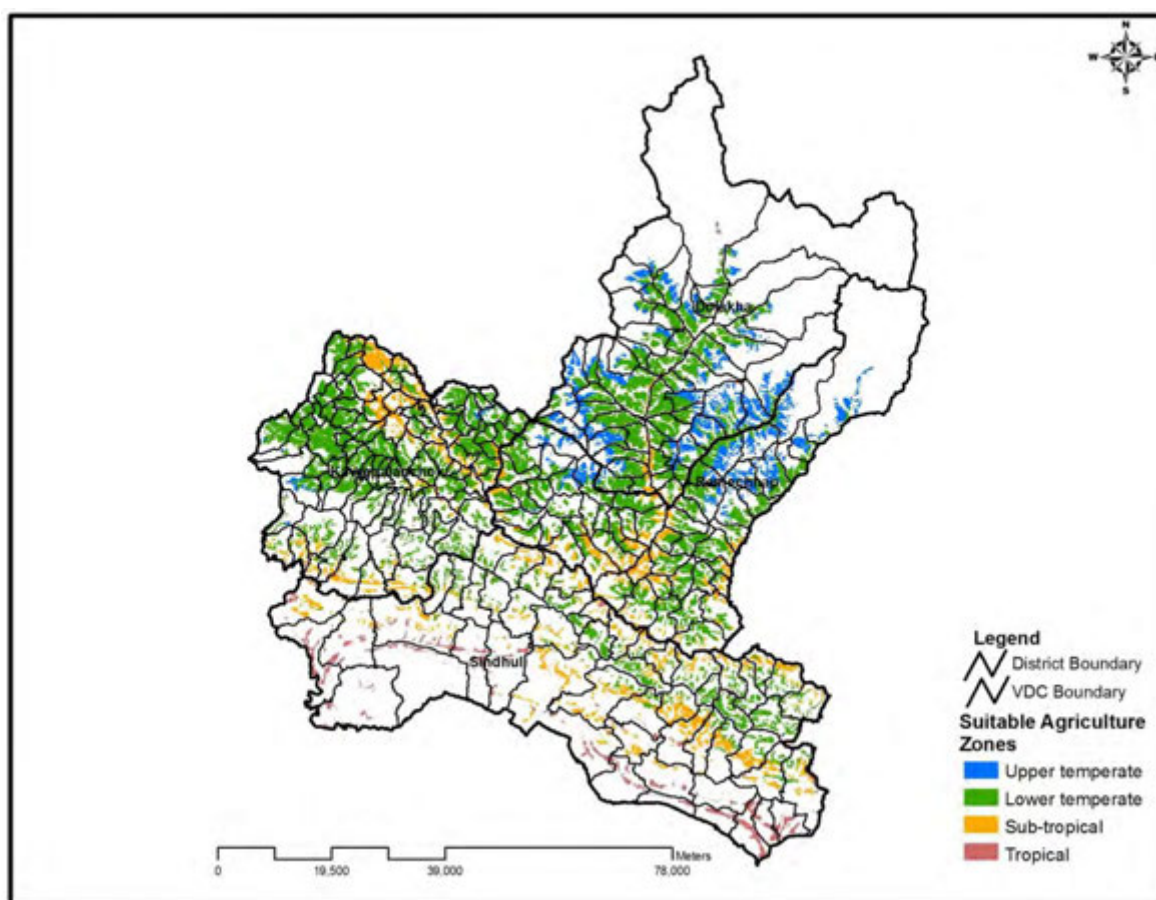 N
W
S
Dolakha
Ramechhap
Sindhuli
Legend
District Boundary
VDC Boundary
Suitable Agriculture
Zones
Upper temperate
Lower temperate
Sub-tropical
Tropical
Meters
0 19,500 39,000 78,000